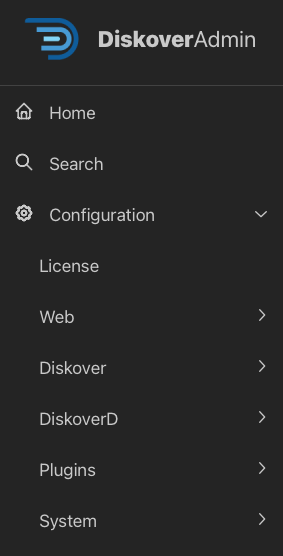 DiskoverAdmin
Home
Search
Configuration
License
Web
Diskover
DiskoverD
Plugins
System